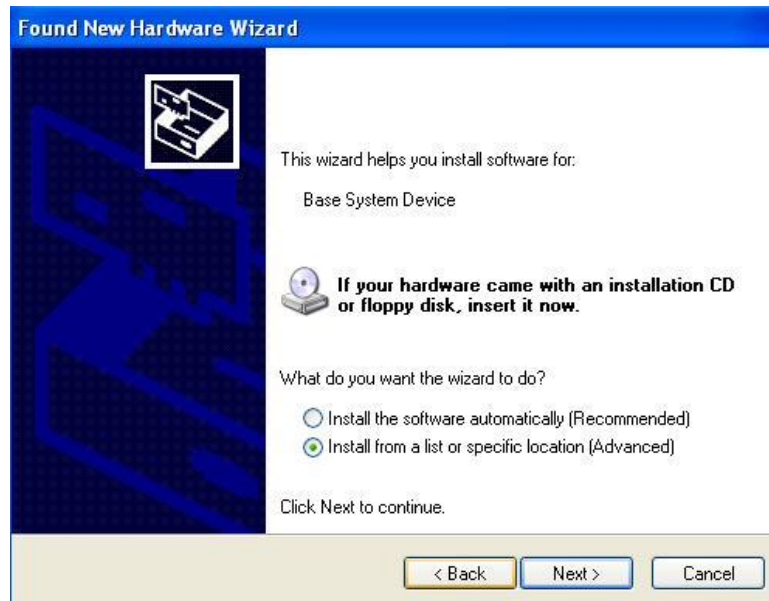 Found New Hardware Wizard
This wizard helps you install software for:
Base System Device
If your hardware came with an installation CD
or floppy disk, insert it now.
What do you want the wizard to do?
Install the software automatically (Recommended)
Install from a list or specific location (Advanced)
Click Next to continue.
< Back
Next >
Cancel